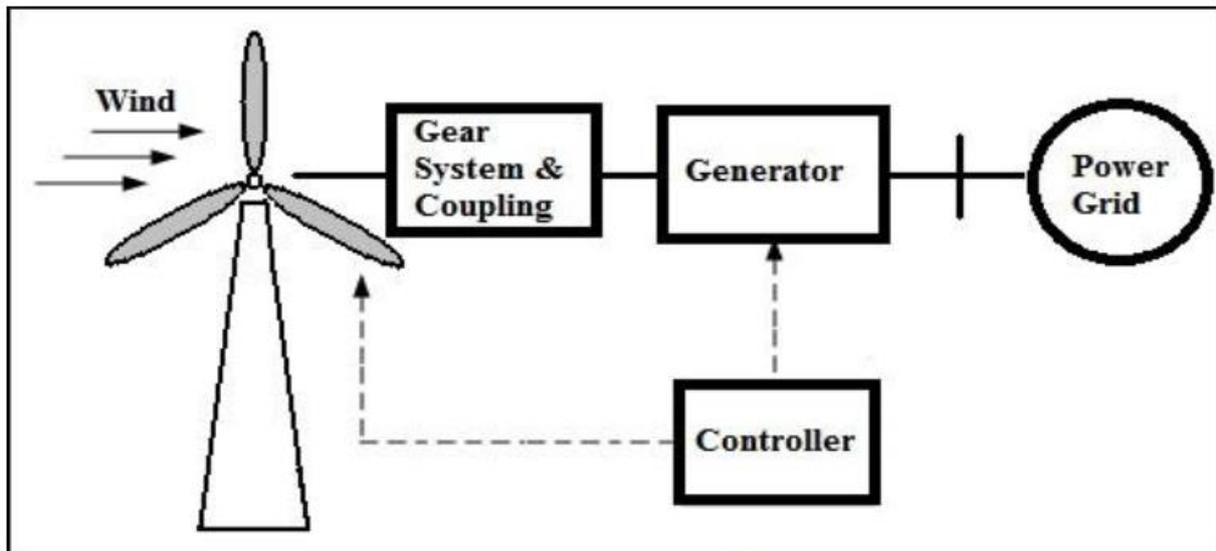 Wind
Gear
System &
Coupling
Generator
Power
Grid
Controller